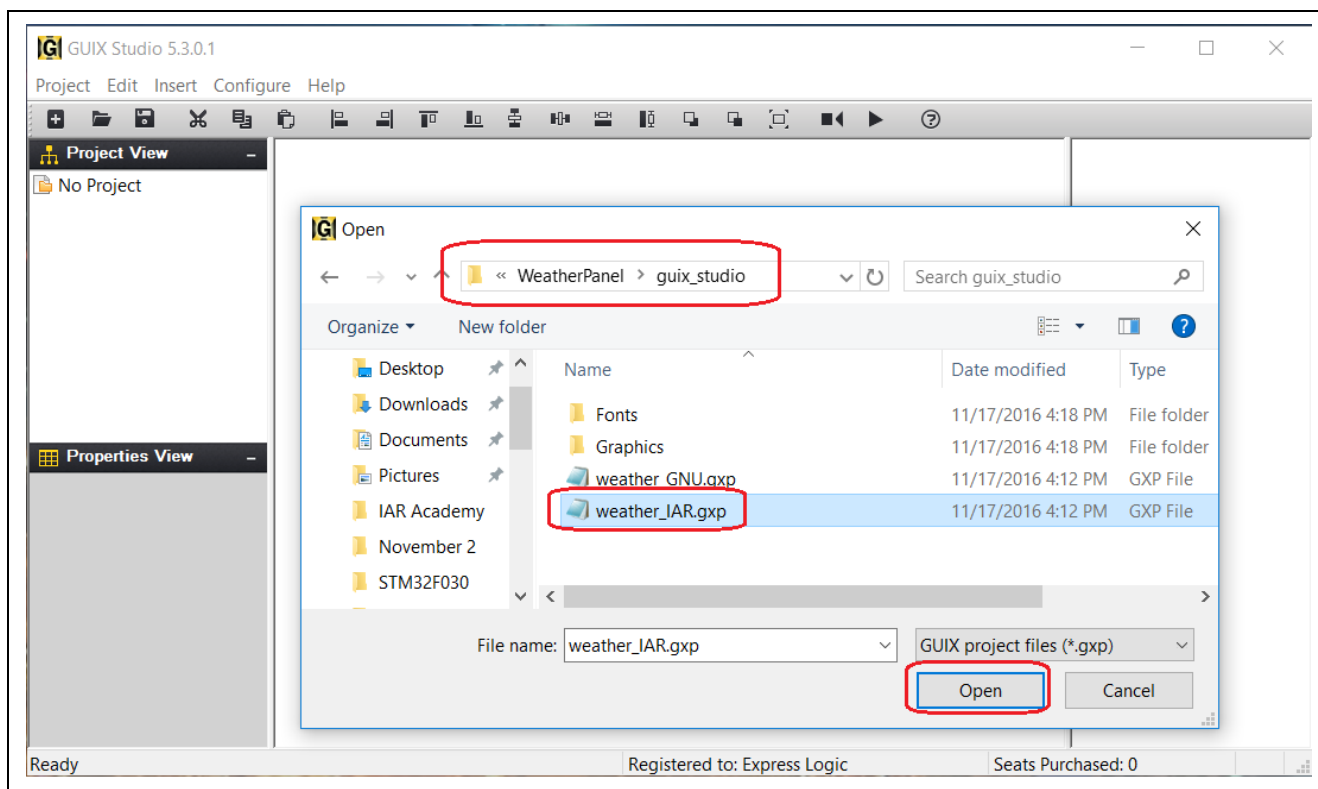 GUIX Studio 5.3.0.1
Project Edit Insert Configure Help
Project View
No Project
Properties View
Open
« WeatherPanel > guix_studio
Search guix_studio
Organize New folder
Name Date modified Type
Desktop
Downloads
Documents
Pictures
IAR Academy
November 2
STM32F030
Fonts 11/17/2016 4:18 PM File folder
Graphics 11/17/2016 4:18 PM File folder
weather_GNU.gxp 11/17/2016 4:12 PM GXP File
weather_IAR.gxp 11/17/2016 4:12 PM GXP File
File name: weather_IAR.gxp GUIX project files (*.gxp)
Open Cancel
Ready Registered to: Express Logic Seats Purchased: 0